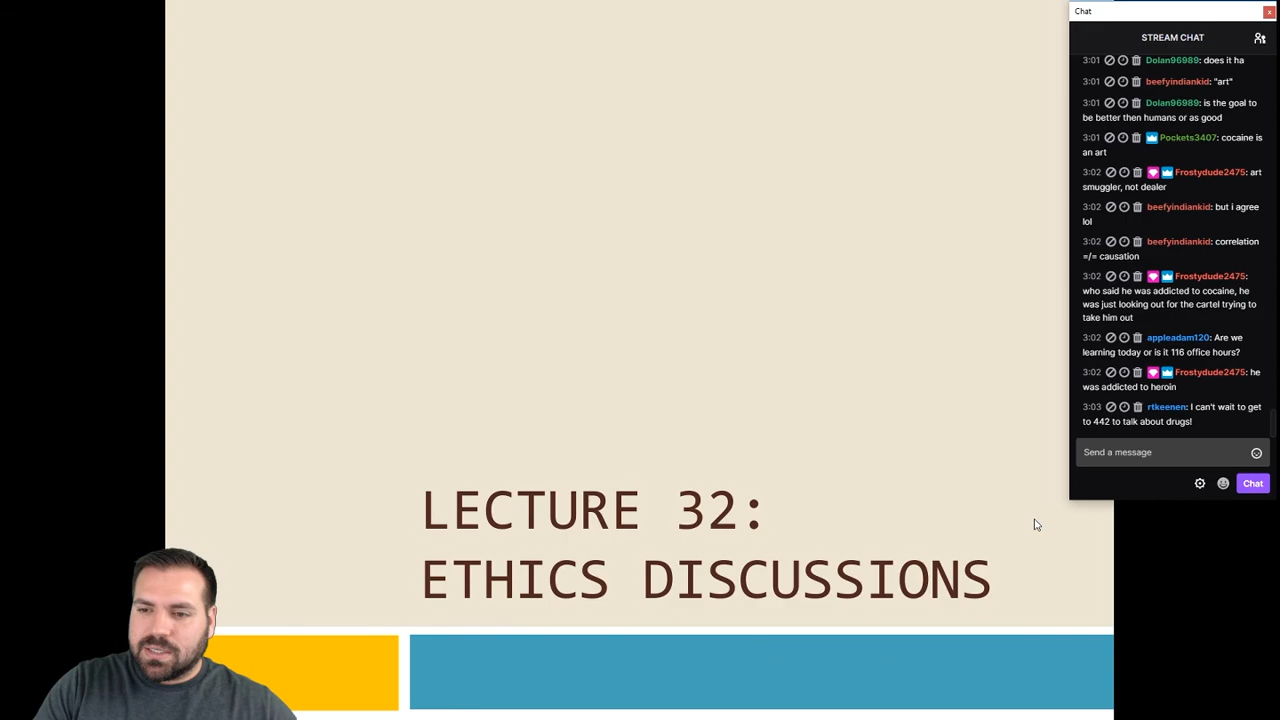 Chat
x
STREAM CHAT
3:01 Dolan96989: does it ha
3:01 beefyindiankid: "art"
3:01 Dolan96989: is the goal to
be better then humans or as good
3:01 Pockets3407: cocaine is
an art
3:02 Frostydude2475: art
smuggler, not dealer
3:02 beefyindiankid: but i agree
lol
3:02 beefyindiankid: correlation
=/= causation
3:02 Frostydude2475:
who said he was addicted to cocaine, he
was just looking out for the cartel trying to
take him out
3:02 appleadam120: Are we
learning today or is it 116 office hours?
3:02 Frostydude2475: he
was addicted to heroin
3:03 rtkeenen: I can't wait to get
to 442 to talk about drugs!
Send a message
Chat
LECTURE 32:
ETHICS DISCUSSIONS